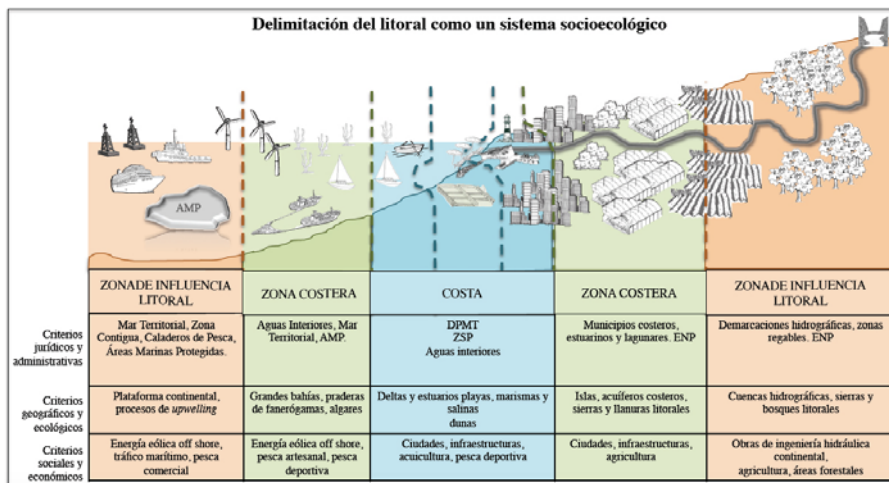 Delimitación del litoral como un sistema socioecológico
AMP
ZONADE INFLUENCIA
LITORAL
ZONA COSTERA
COSTA
ZONA COSTERA
ZONADE INFLUENCIA
LITORAL
Criterios
jurídicos y
administrativas
Mar Territorial, Zona
Contigua, Caladeros de Pesca,
Áreas Marinas Protegidas.
Aguas Interiores, Mar
Territorial, AMP.
DPMT
ZSP
Aguas interiores
Municipios costeros,
estuarinos y lagunares. ENP
Demarcaciones hidrográficas, zonas
regables. ENP
Criterios
geográficos y
ecológicos
Plataforma continental,
procesos de upwelling
Grandes bahías, praderas
de fanerógamas, algares
Deltas y estuarios playas, marismas y
salinas
dunas
Islas, acuíferos costeros,
sierras y llanuras litorales
Cuencas hidrográficas, sierras y
bosques litorales
Criterios
sociales y
económicos
Energía eólica off shore,
tráfico marítimo, pesca
comercial
Energía eólica off shore,
pesca artesanal, pesca
deportiva
Ciudades, infraestructuras,
acuicultura, pesca deportiva
Ciudades, infraestructuras,
agricultura
Obras de ingeniería hidráulica
continental,
agricultura, áreas forestales